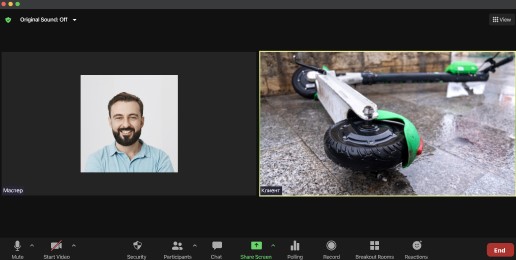 Original Sound: Off
View
Мастер
Клиент
Mute
Start Video
Security
Participants
Chat
Share Screen
Polling
Record
Breakout Rooms
Reactions
End